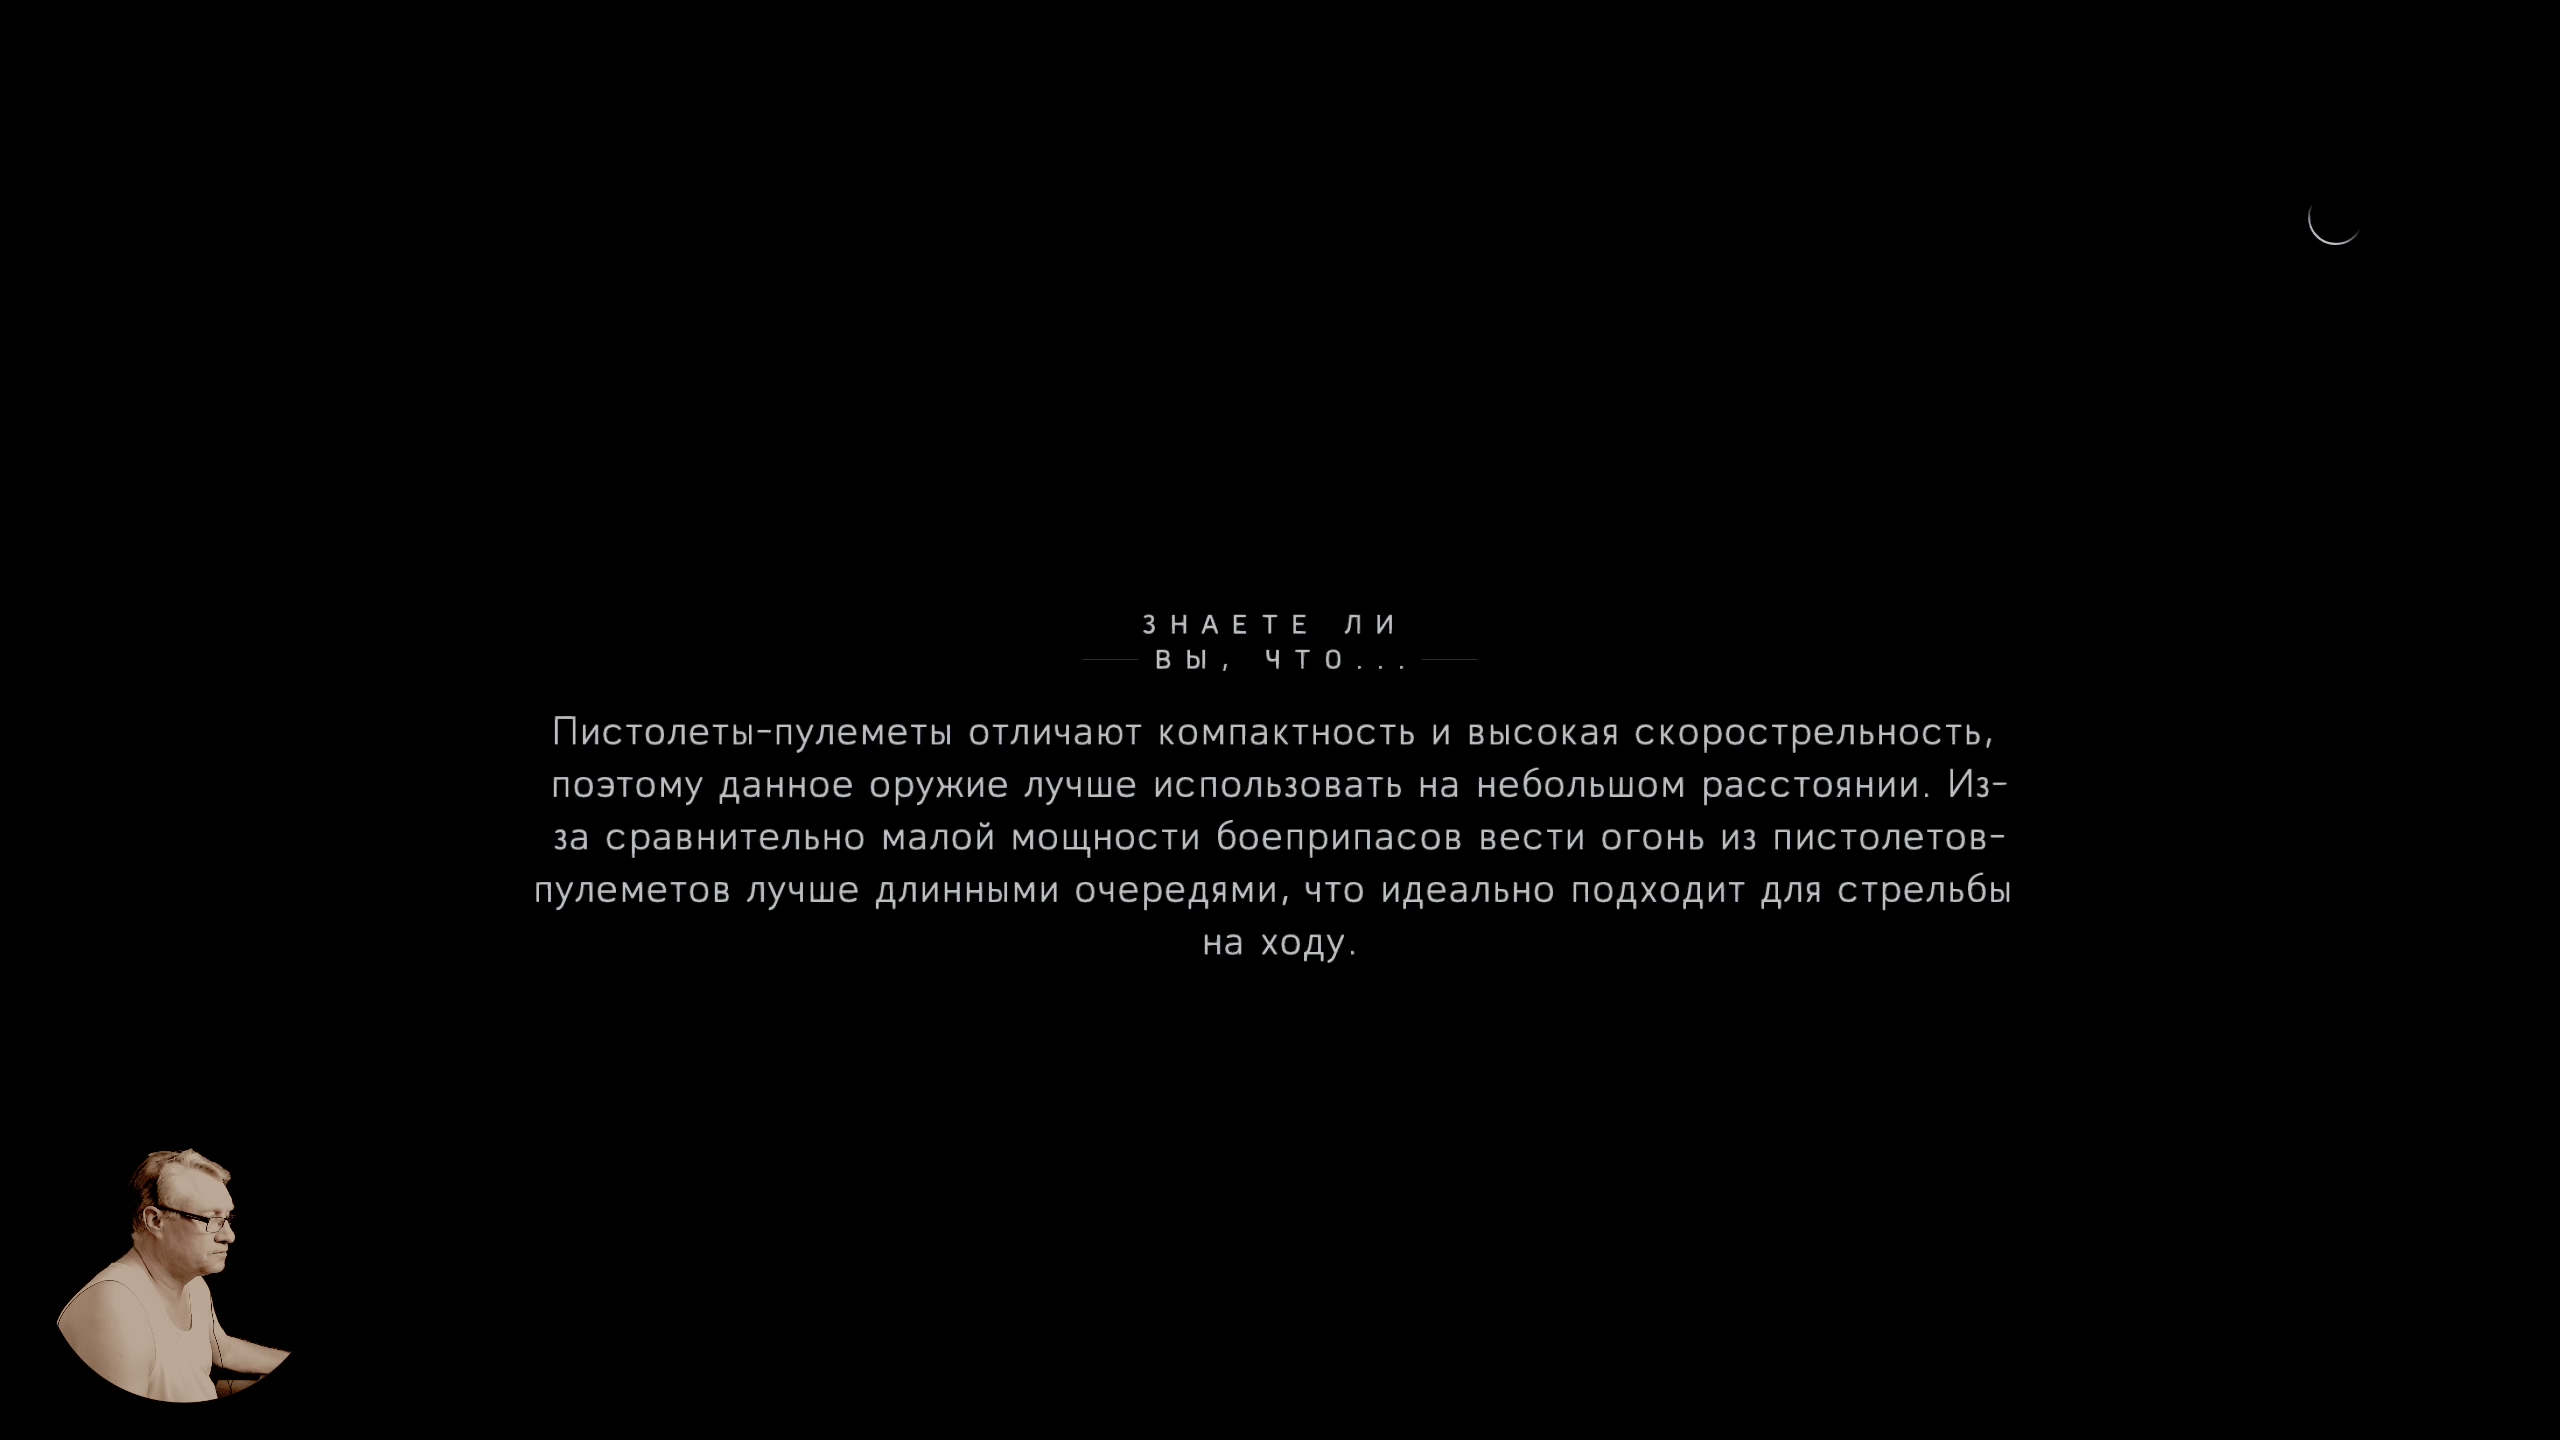 ЗНАЕТЕ ЛИ
ВЫ, ЧТО...
Пистолеты-пулеметы отличают компактность и высокая скорострельность,
поэтому данное оружие лучше использовать на небольшом расстоянии. Из-
за сравнительно малой мощности боеприпасов вести огонь из пистолетов-
пулеметов лучше длинными очередями, что идеально подходит для стрельбы
на ходу.